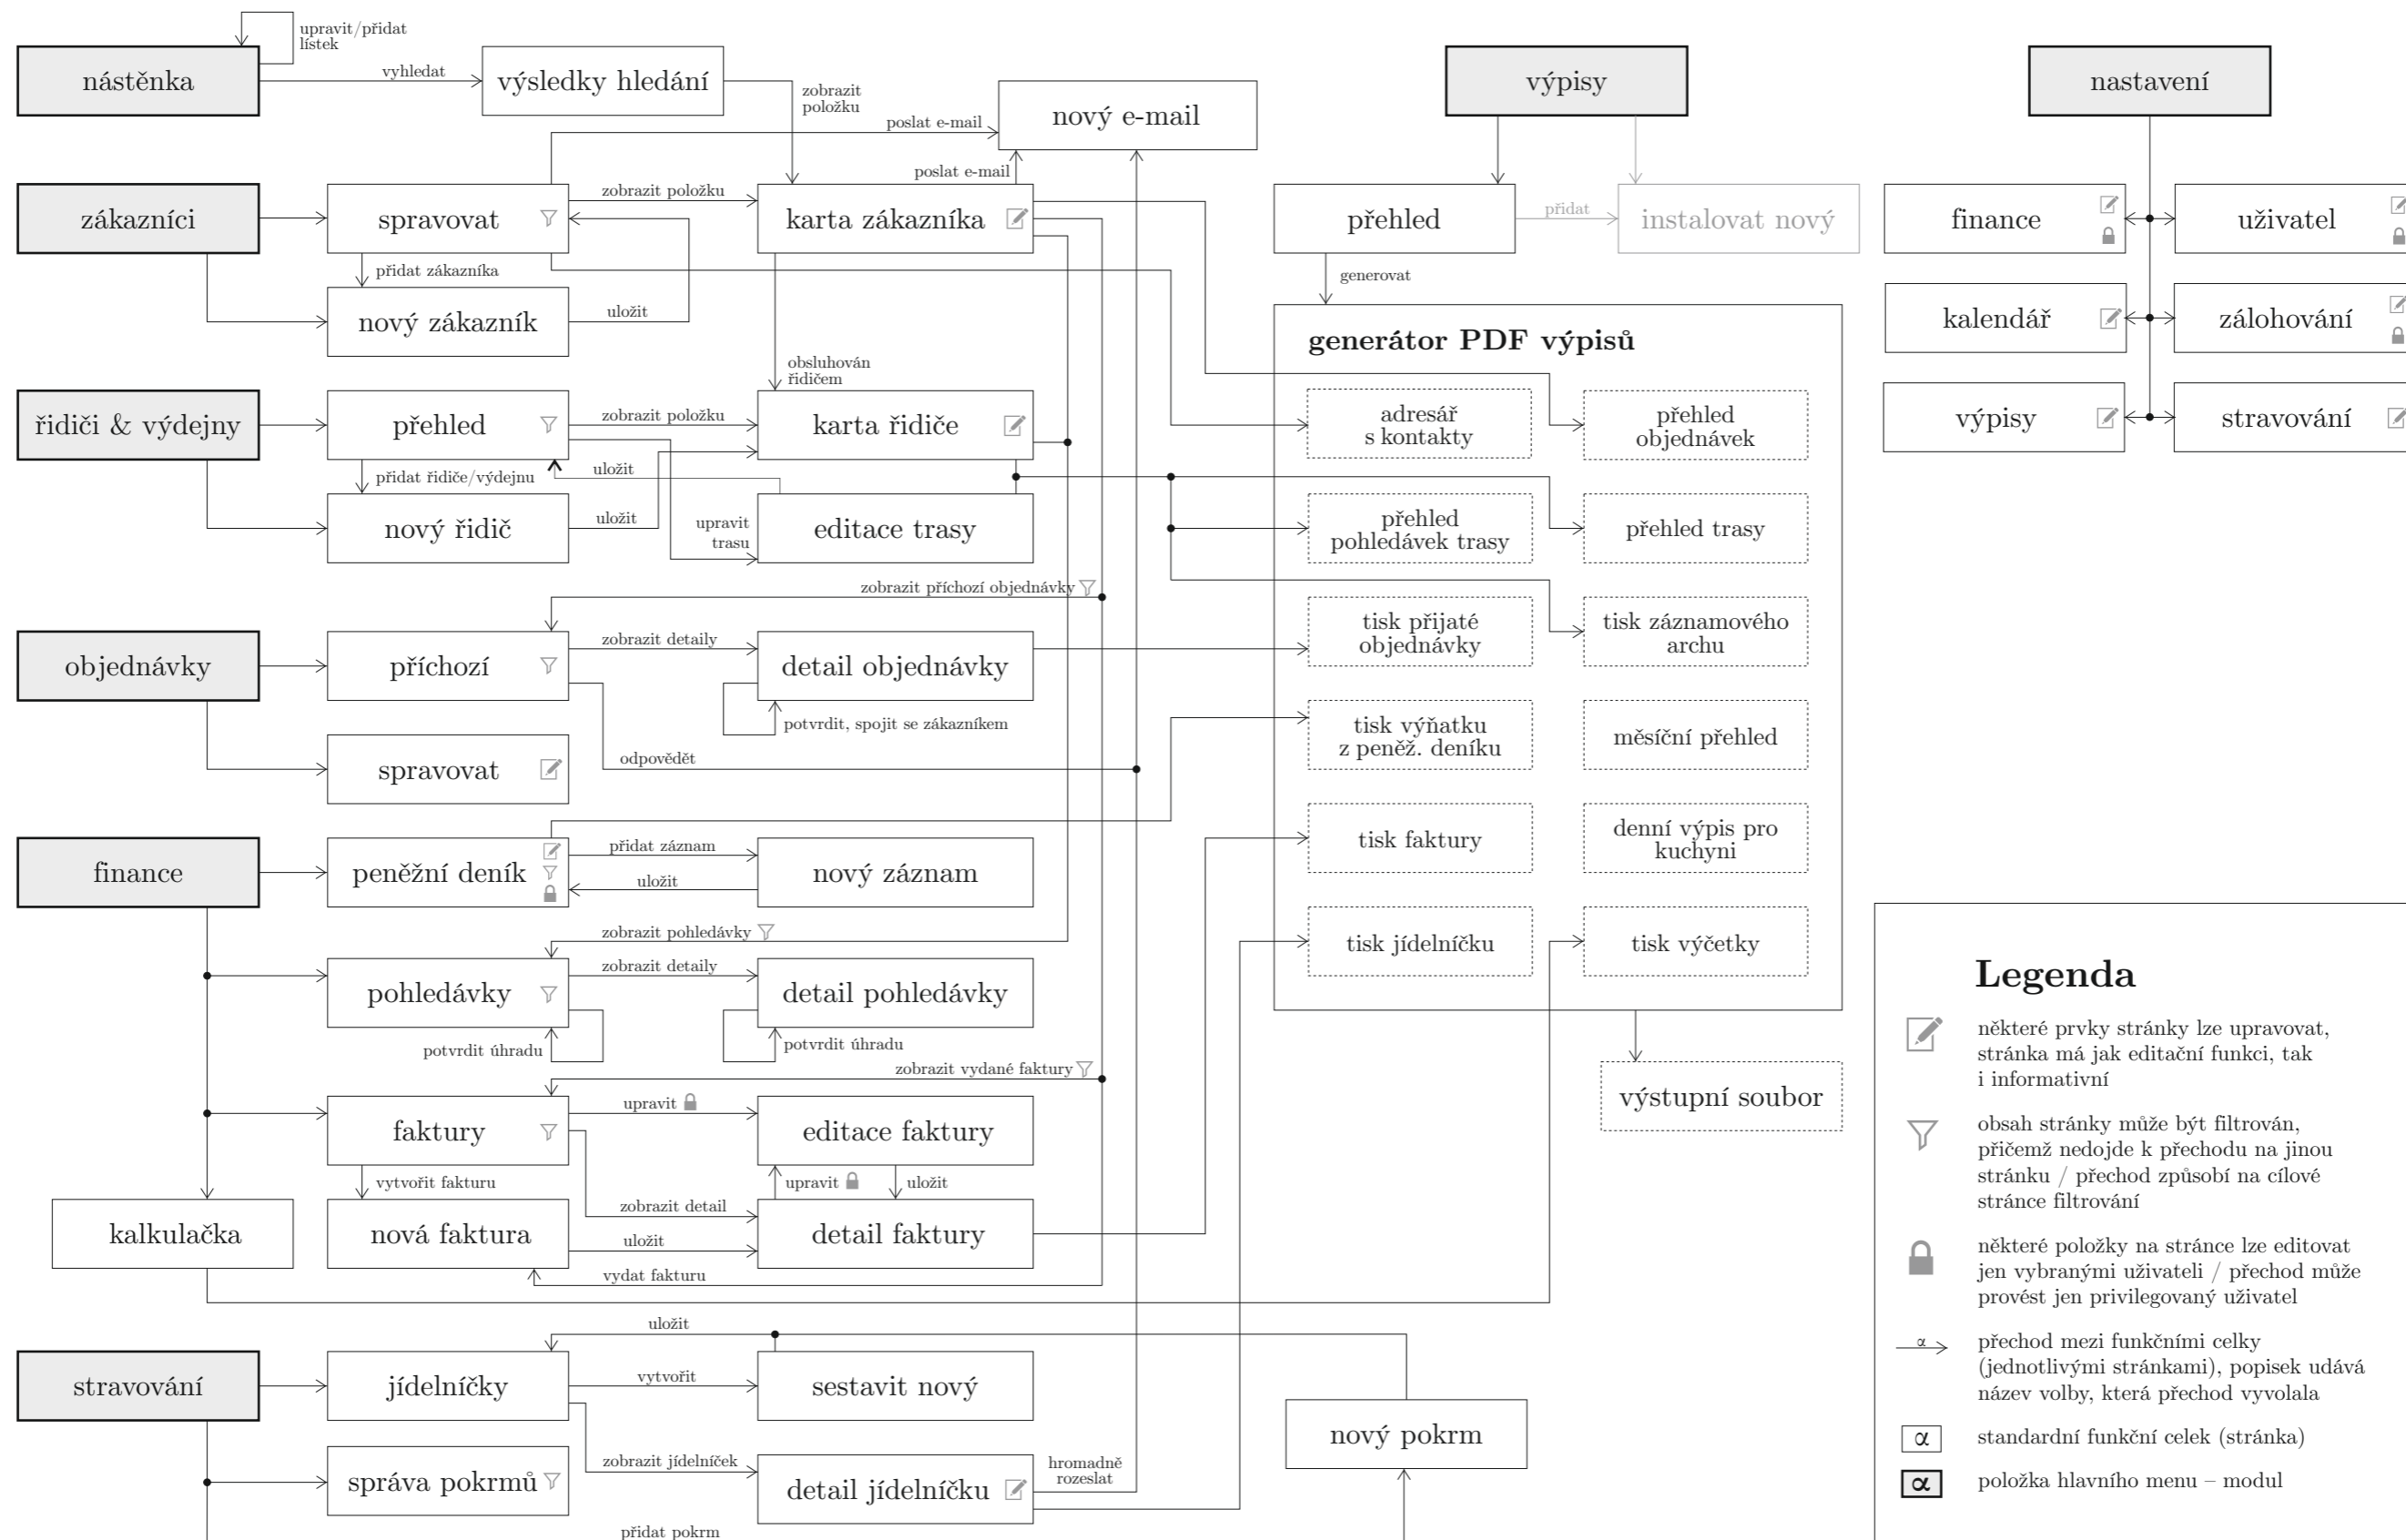 upravit/přidat
lístek
nástěnka
vyhledat
výsledky hledání
zobrazit
položku
nový e-mail
poslat e-mail
poslat e-mail
výpisy
nastavení
zákazníci
spravovat
zobrazit položku
karta zákazníka
přehled
přidat
instalovat nový
finance
uživatel
přidat zákazníka
nový zákazník
uložit
generovat
kalendář
zálohování
generátor PDF výpisů
obsluhován
řidičem
řidiči & výdejny
přehled
zobrazit položku
karta řidiče
adresář
s kontakty
přehled
objednávek
výpisy
stravování
přidat řidiče/výdejnu
uložit
nový řidič
uložit
upravit
trasu
editace trasy
přehled
pohledávek trasy
přehled trasy
zobrazit příchozí objednávky
objednávky
příchozí
zobrazit detaily
detail objednávky
tisk přijaté
objednávky
tisk záznamového
archu
potvrdit, spojit se zákazníkem
spravovat
odpovědět
tisk výňatku
z peněž. deníku
měsíční přehled
finance
peněžní deník
přidat záznam
uložit
nový záznam
tisk faktury
denní výpis pro
kuchyni
zobrazit pohledávky
pohledávky
zobrazit detaily
detail pohledávky
tisk jídelníčku
tisk výčetky
potvrdit úhradu
potvrdit úhradu
zobrazit vydané faktury
faktury
upravit
editace faktury
výstupní soubor
vytvořit fakturu
upravit
uložit
kalkulačka
nová faktura
zobrazit detail
uložit
detail faktury
vydat fakturu
uložit
stravování
jídelníčky
vytvořit
sestavit nový
nový pokrm
správa pokrmů
zobrazit jídelníček
detail jídelníčku
hromadně
rozeslat
přidat pokrm
Legenda
některé prvky stránky lze upravovat,
stránka má jak editační funkci, tak
i informativní
obsah stránky může být filtrován,
přičemž nedojde k přechodu na jinou
stránku / přechod způsobí na cílové
stránce filtrování
některé položky na stránce lze editovat
jen vybranými uživateli / přechod může
provést jen privilegovaný uživatel
α
přechod mezi funkčními celky
(jednotlivými stránkami), popisek udává
název volby, která přechod vyvolala
α
standardní funkční celek (stránka)
α
položka hlavního menu – modul